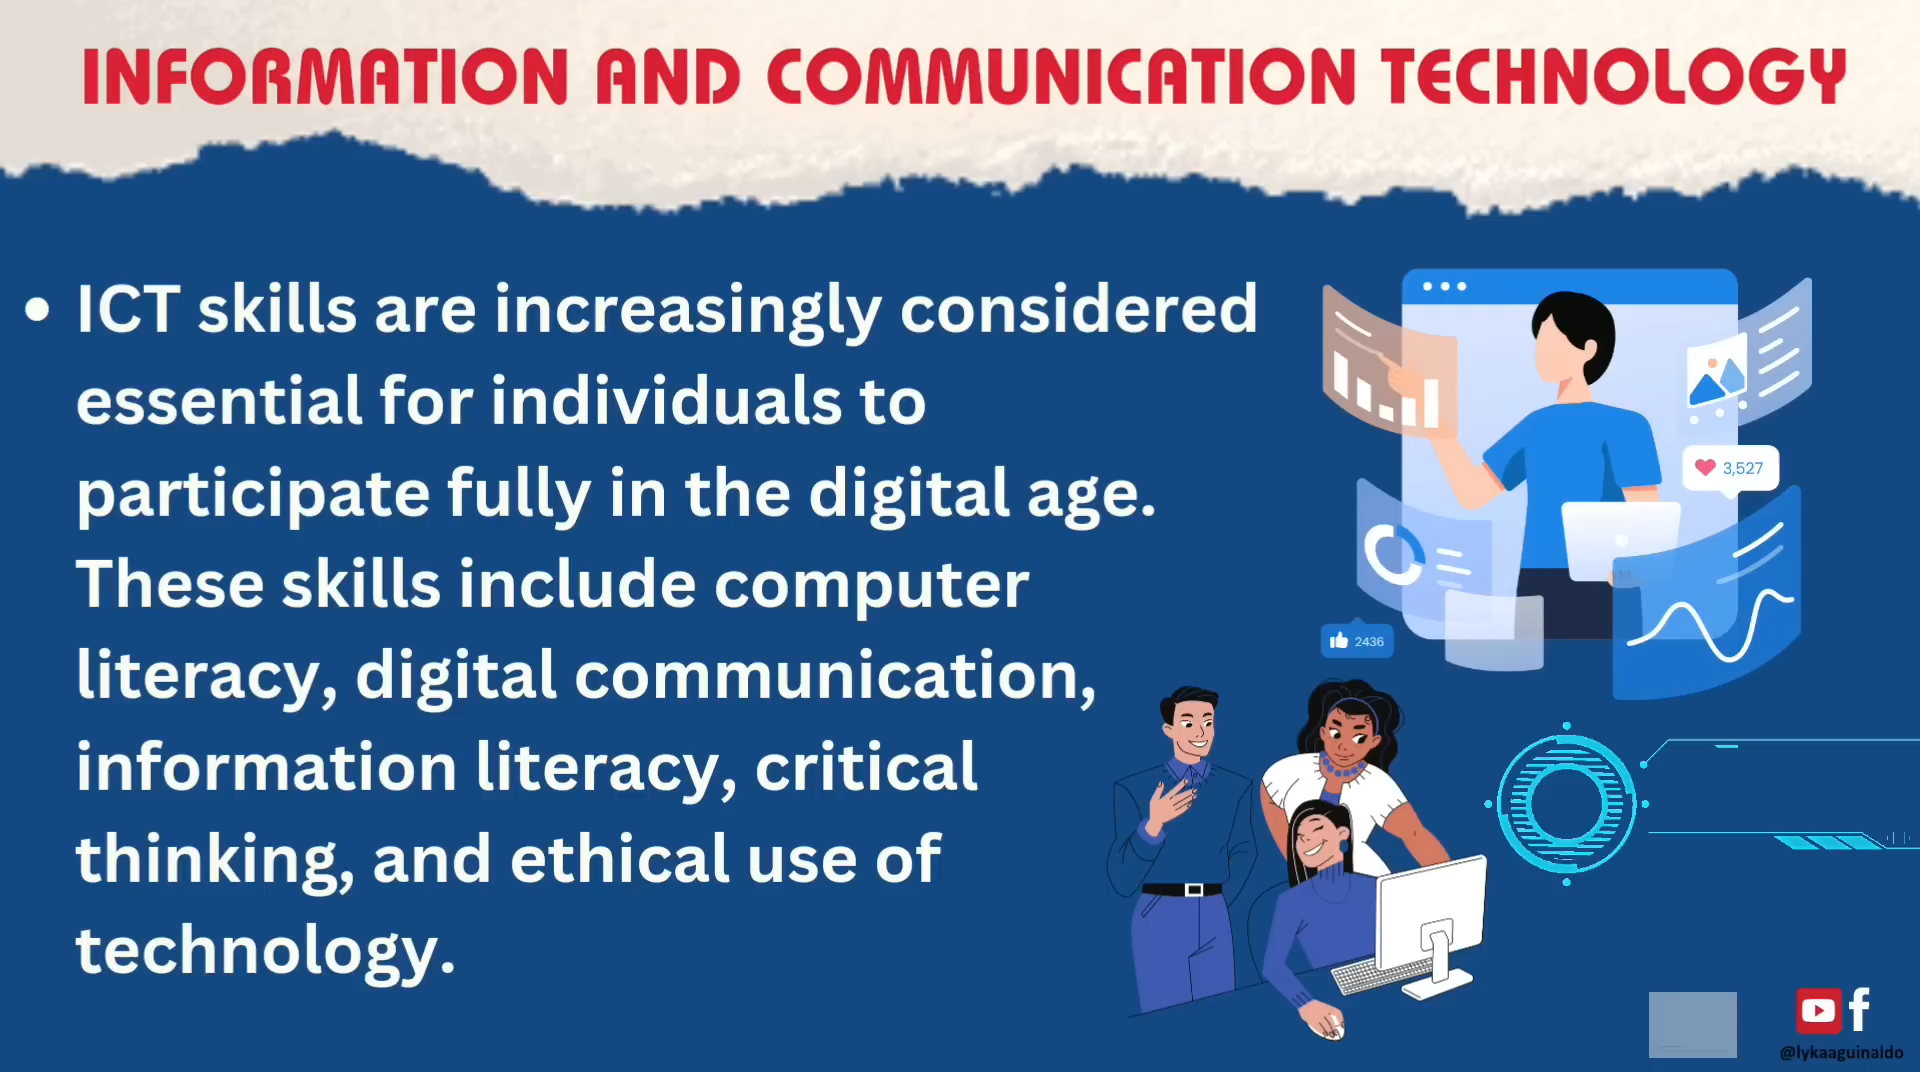 INFORMATION AND COMMUNICATION TECHNOLOGY
• ICT skills are increasingly considered
essential for individuals to
participate fully in the digital age.
These skills include computer
literacy, digital communication,
information literacy, critical
thinking, and ethical use of
technology.
3,527
2436
@lykaaguinaldo